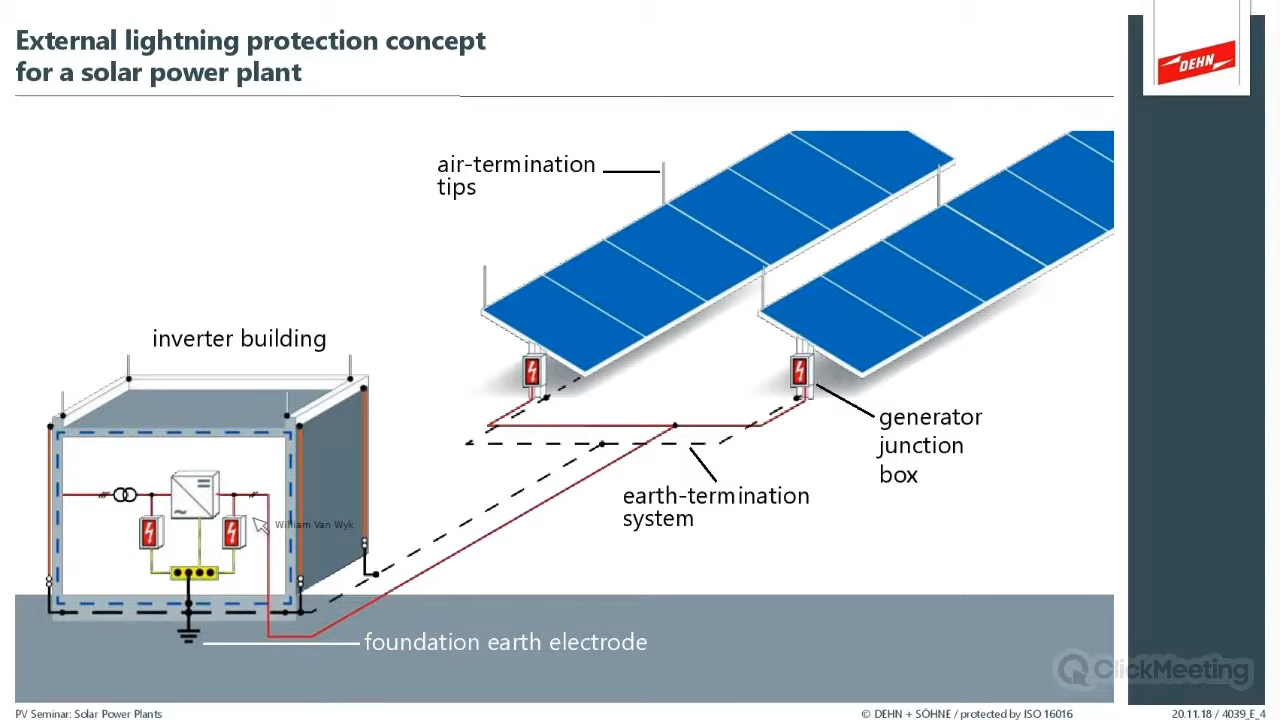 External lightning protection concept
for a solar power plant
DEHN
air-termination
tips
inverter building
generator
junction
box
earth-termination
system
William Van Wyk
foundation earth electrode
ClickMeeting
PV Seminar: Solar Power Plants
© DEHN + SÖHNE / protected by ISO 16016
20.11.18 / 4039_E_4